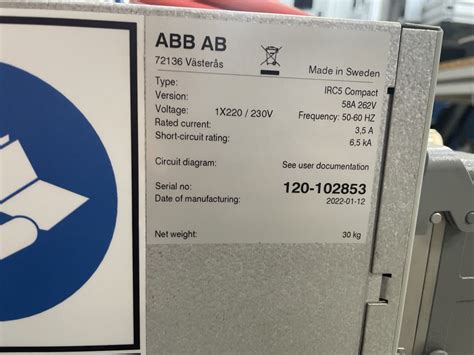 ABB AB
72136 Västerås
Made in Sweden
Type: IRC5 Compact
Version: 58A 262V
Voltage: 1X220 / 230V Frequency: 50-60 HZ
Rated current: 3,5 A
Short-circuit rating: 6,5 kA
Circuit diagram: See user documentation
Serial no: 120-102853
Date of manufacturing: 2022-01-12
Net weight: 30 kg